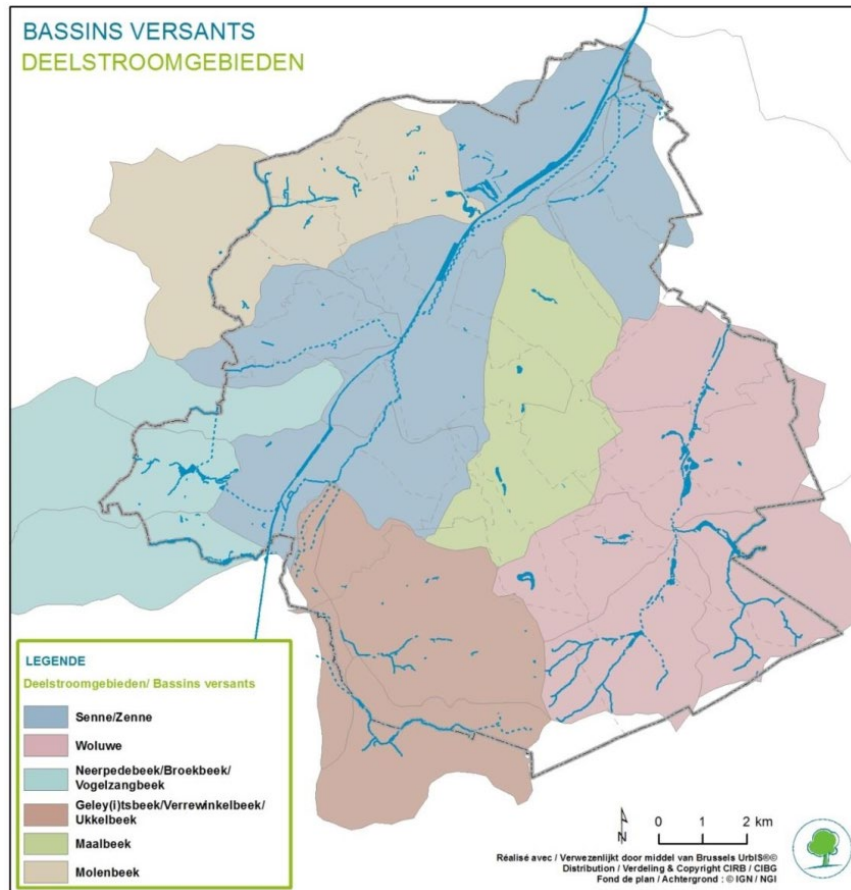 BASSINS VERSANTS
DEELSTROOMGEBIEDEN
LEGENDE
Deelstroomgebieden/ Bassins versants
Senne/Zenne
Woluwe
Neerpedebeek/Broekbeek/
Vogelzangbeek
Geley(i)tsbeek/Verrewinkelbeek/
Ukkelbeek
Maalbeek
Molenbeek
N
0 1 2 km
Réalisé avec / Verwezenlijkt door middel van Brussels UrbIS®©
Distribution / Verdeling & Copyright CIRB / CIBG
Fond de plan / Achtergrond : © IGN / NGI